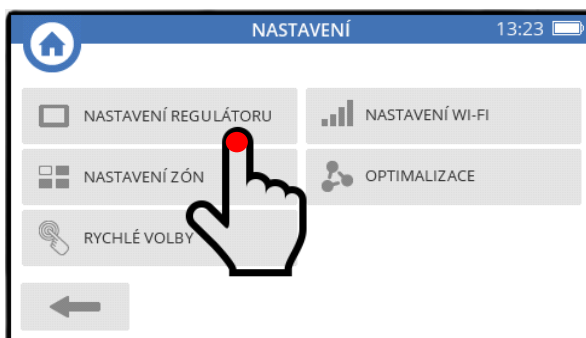 NASTAVENÍ 13:23
NASTAVENÍ REGULÁTORU
NASTAVENÍ WI-FI
NASTAVENÍ ZÓN
OPTIMALIZACE
RYCHLÉ VOLBY